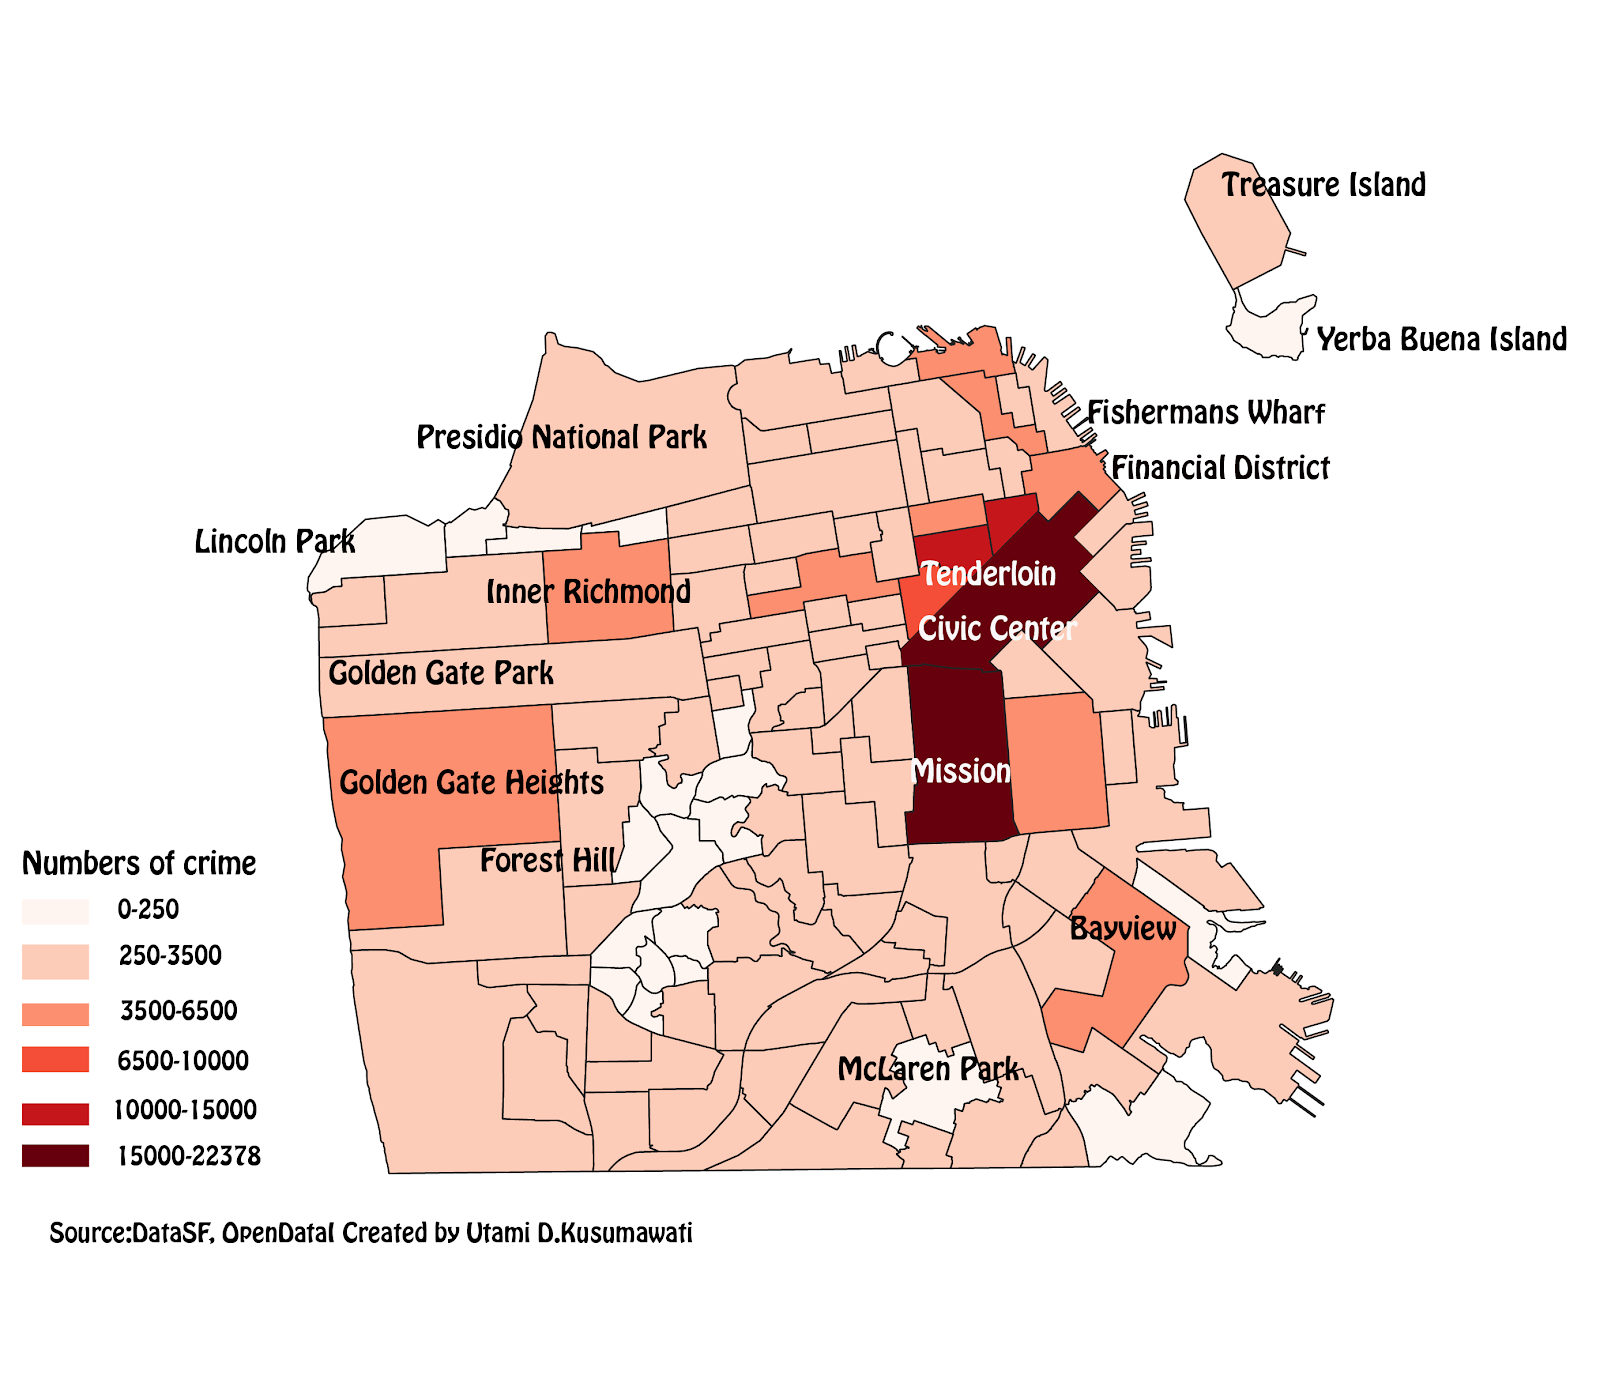 Treasure Island
Yerba Buena Island
Fishermans Wharf
Presidio National Park
Financial District
Lincoln Park
Tenderloin
Inner Richmond
Civic Center
Golden Gate Park
Mission
Golden Gate Heights
Forest Hill
Bayview
McLaren Park
Numbers of crime
0-250
250-3500
3500-6500
6500-10000
10000-15000
15000-22378
Source:DataSF, OpenDatal Created by Utami D.Kusumawati